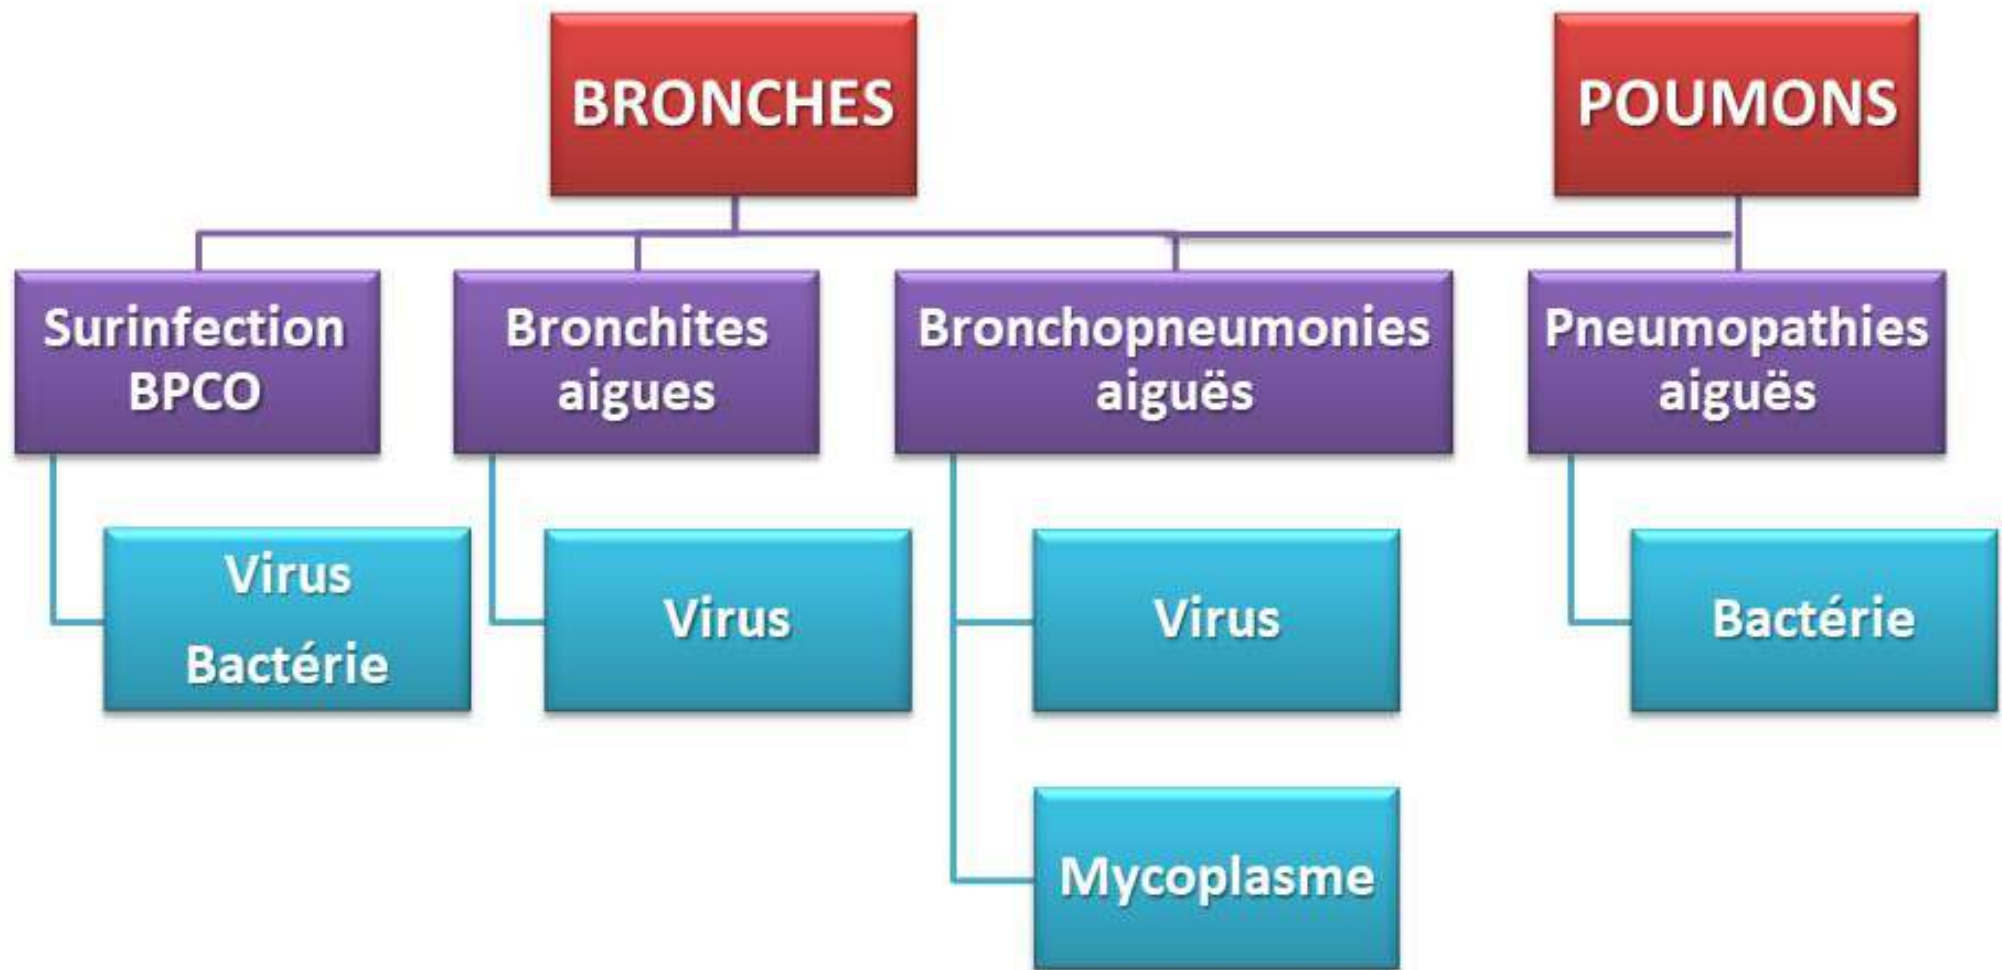 BRONCHES
POUMONS
Surinfection
BPCO
Bronchites
aigues
Bronchopneumonies
aiguës
Pneumopathies
aiguës
Virus
Bactérie
Virus
Virus
Bactérie
Mycoplasme